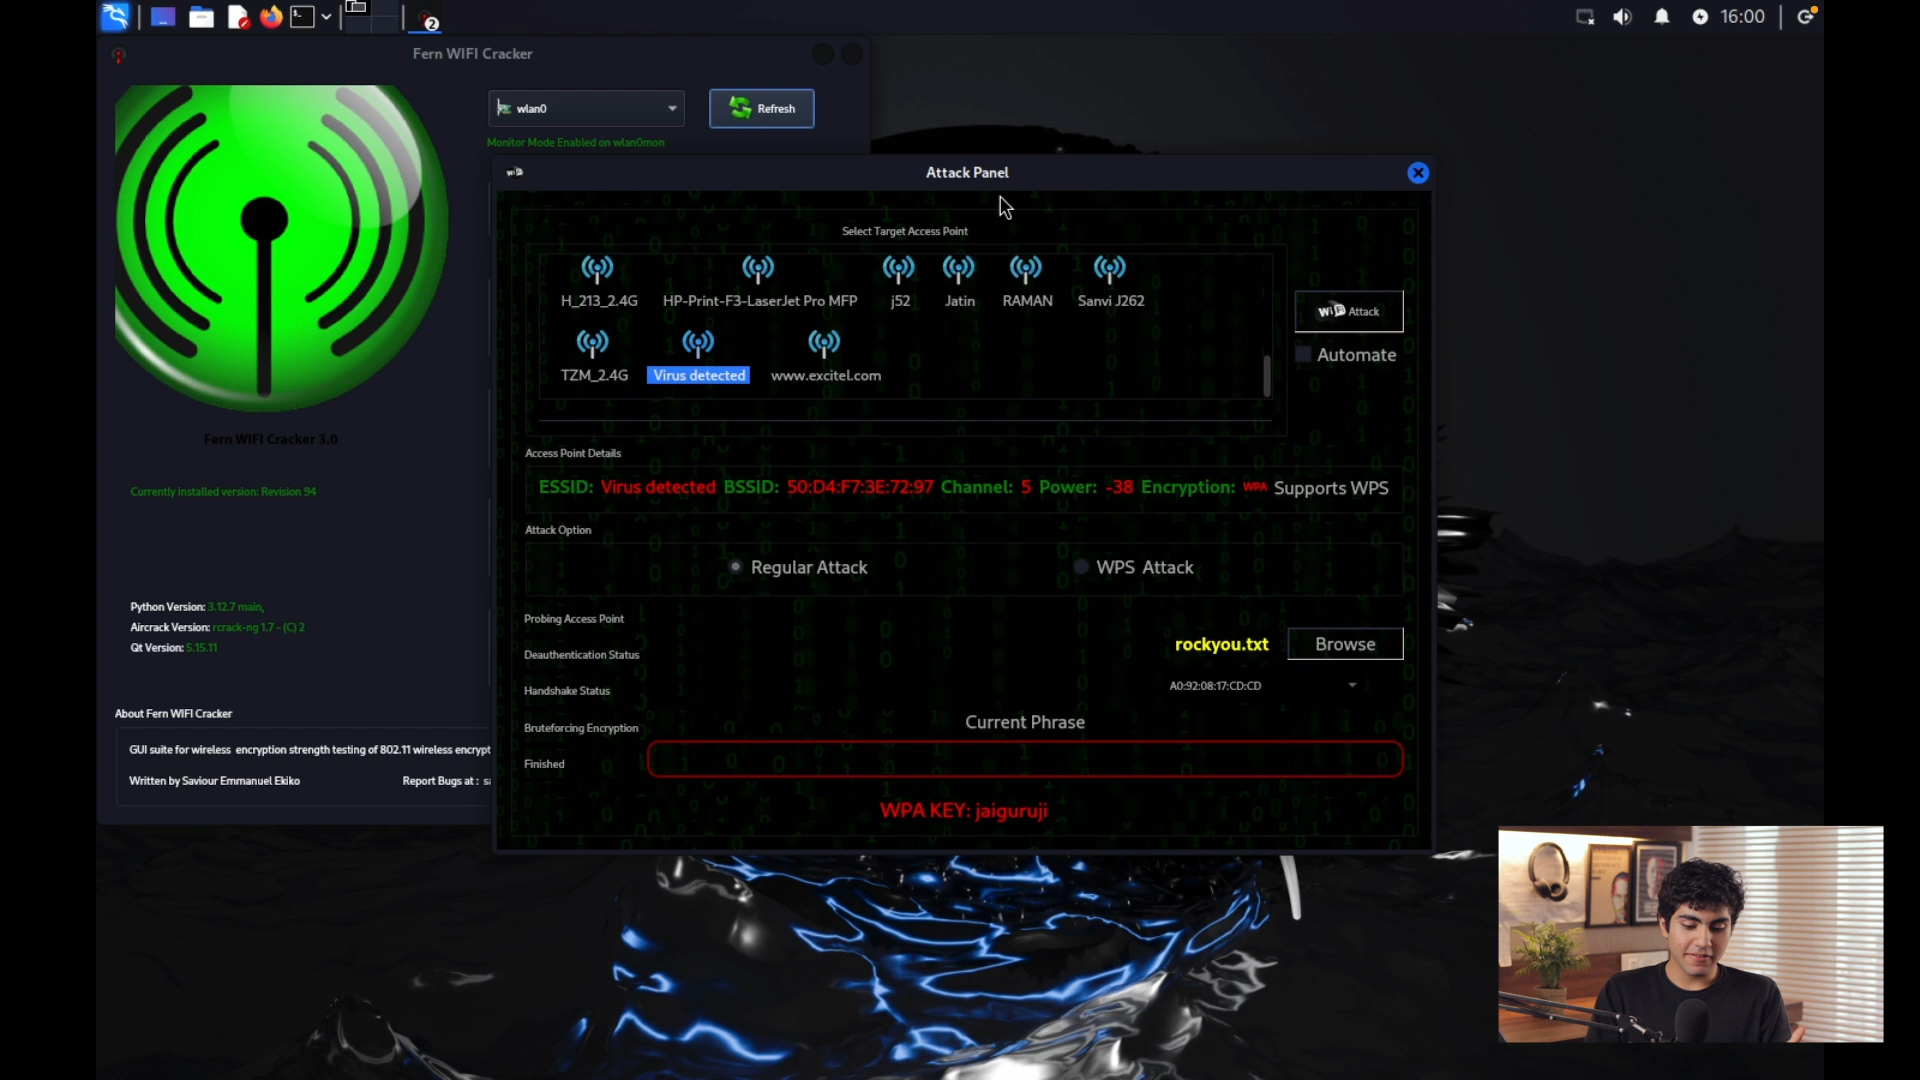 2
16:00
Fern WIFI Cracker
wlan0
Refresh
Monitor Mode Enabled on wlan0mon
Fern WIFI Cracker 3.0
Currently installed version: Revision 94
Python Version: 3.12.7 main,
Aircrack Version: rcrack-ng 1.7 - (C) 2
Qt Version: 5.15.11
About Fern WIFI Cracker
GUI suite for wireless encryption strength testing of 802.11 wireless encrypt
Written by Saviour Emmanuel Ekiko
Report Bugs at :
Attack Panel
Select Target Access Point
H_213_2.4G
HP-Print-F3-LaserJet Pro MFP
j52
Jatin
RAMAN
Sanvi J262
TZM_2.4G
Virus detected
www.excitel.com
WiFi Attack
Automate
Access Point Details
ESSID: Virus detected BSSID: 50:D4:F7:3E:72:97 Channel: 5 Power: -38 Encryption: WPA Supports WPS
Attack Option
Regular Attack
WPS Attack
Probing Access Point
Deauthentication Status
Handshake Status
Bruteforcing Encryption
Finished
rockyou.txt
Browse
A0:92:08:17:CD:CD
Current Phrase
WPA KEY: jaiguruji